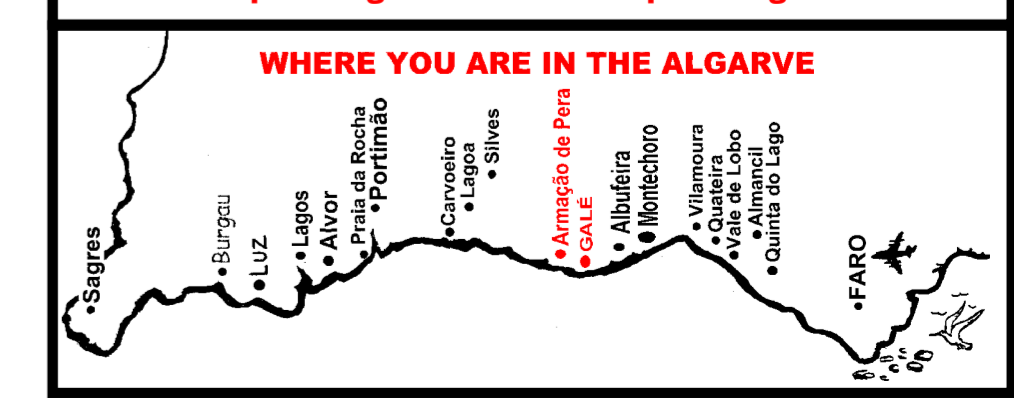 WHERE YOU ARE IN THE ALGARVE
Sagres
Burgau
LUZ
Lagos
Alvor
Praia da Rocha
Portimão
Carvoeiro
Lagoa
Silves
Armação de Pera
GALÉ
Albufeira
Montechoro
Vilamoura
Quateira
Vale de Lobo
Almancil
Quinta do Lago
FARO